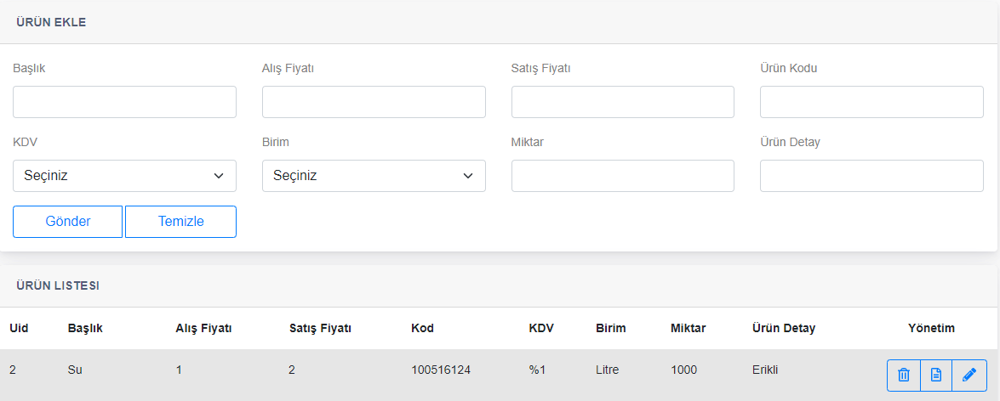 ÜRÜN EKLE
Başlık Alış Fiyatı Satış Fiyatı Ürün Kodu
KDV Birim Miktar Ürün Detay
Seçiniz Seçiniz
Gönder Temizle
ÜRÜN LISTESI
Uid Başlık Alış Fiyatı Satış Fiyatı Kod KDV Birim Miktar Ürün Detay Yönetim
2 Su 1 2 100516124 %1 Litre 1000 Erikli